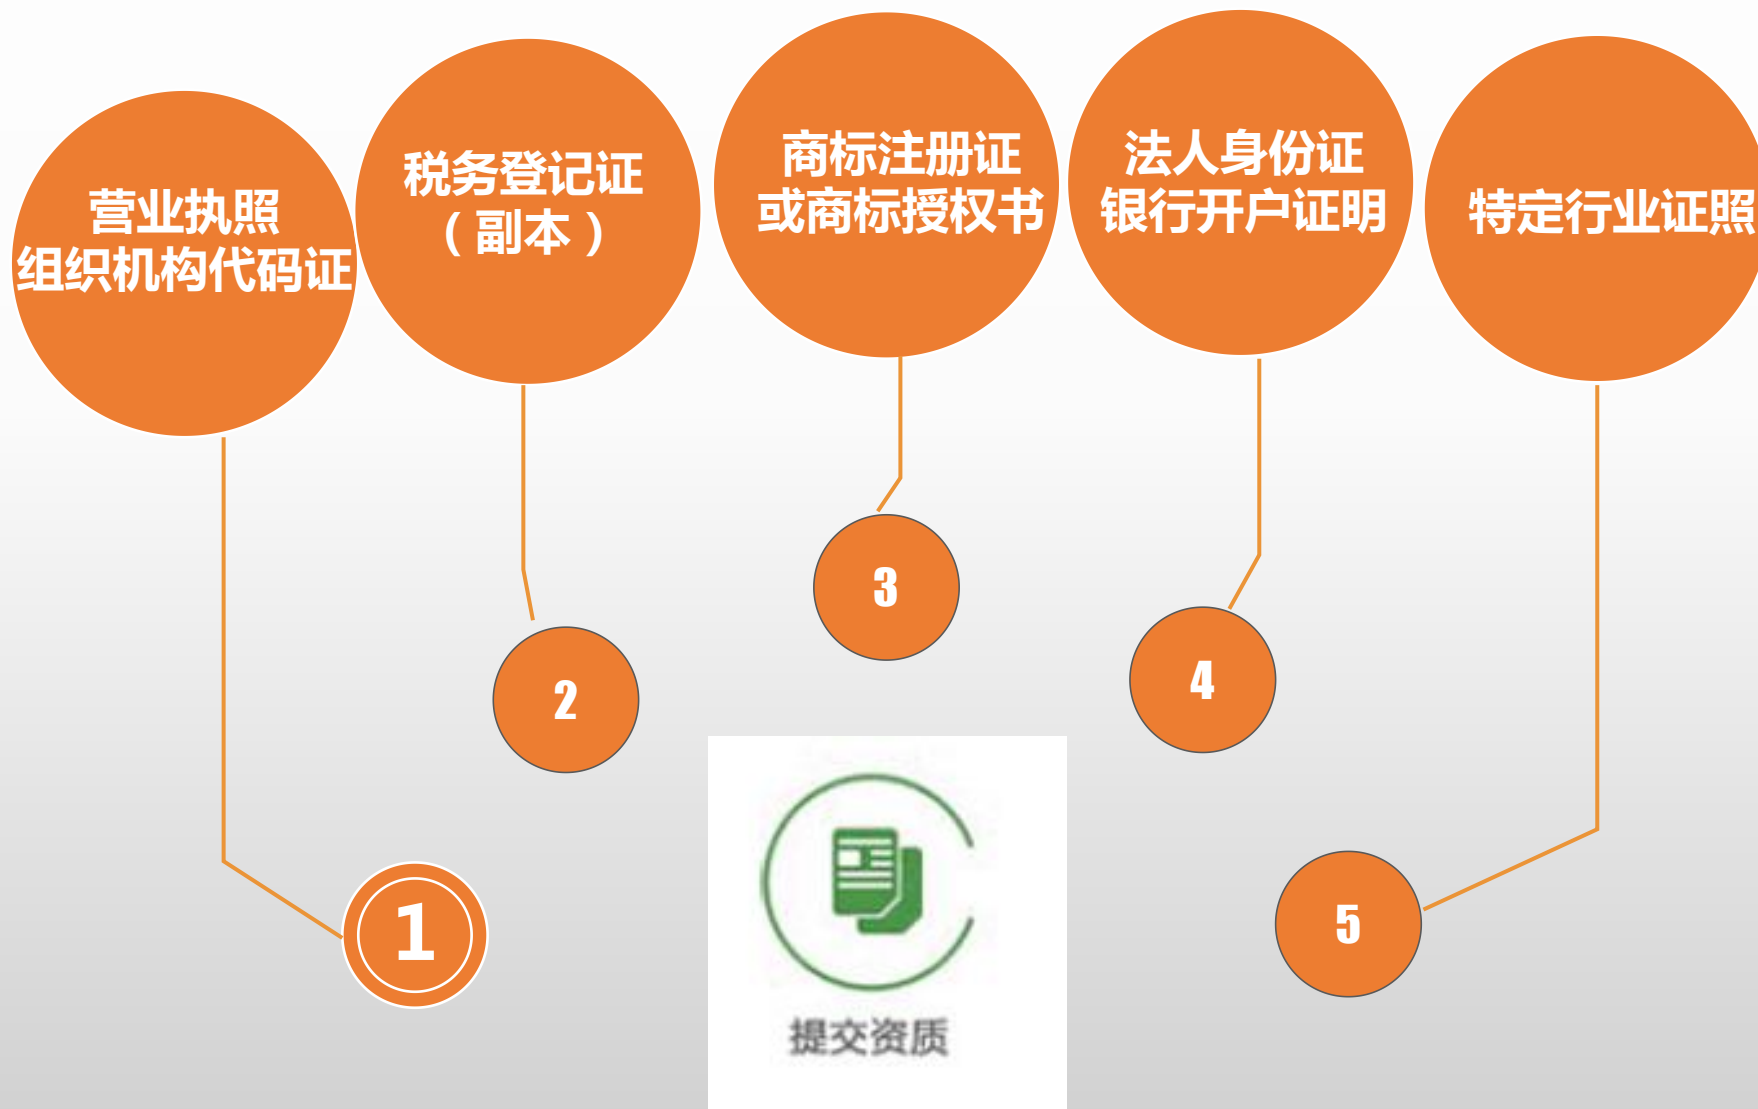 营业执照
组织机构代码证
税务登记证
（副本）
商标注册证
或商标授权书
法人身份证
银行开户证明
特定行业证照
1
2
3
4
5
提交资质